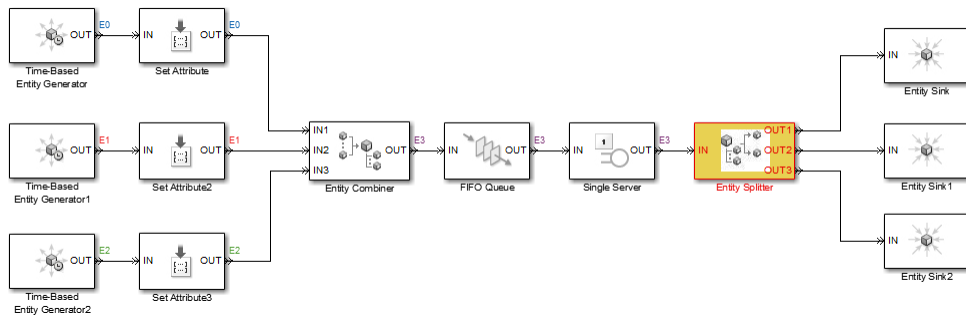 E0 E0
OUT IN OUT
Time-Based
Entity Generator
Set Attribute
IN
Entity Sink
E1 E1
OUT IN OUT
Time-Based
Entity Generator1
Set Attribute2
IN1
IN2 OUT
IN3
Entity Combiner
E3
IN OUT
FIFO Queue
E3
1
IN OUT
Single Server
E3
OUT1
IN OUT2
OUT3
Entity Splitter
IN
Entity Sink1
E2 E2
OUT IN OUT
Time-Based
Entity Generator2
Set Attribute3
IN
Entity Sink2